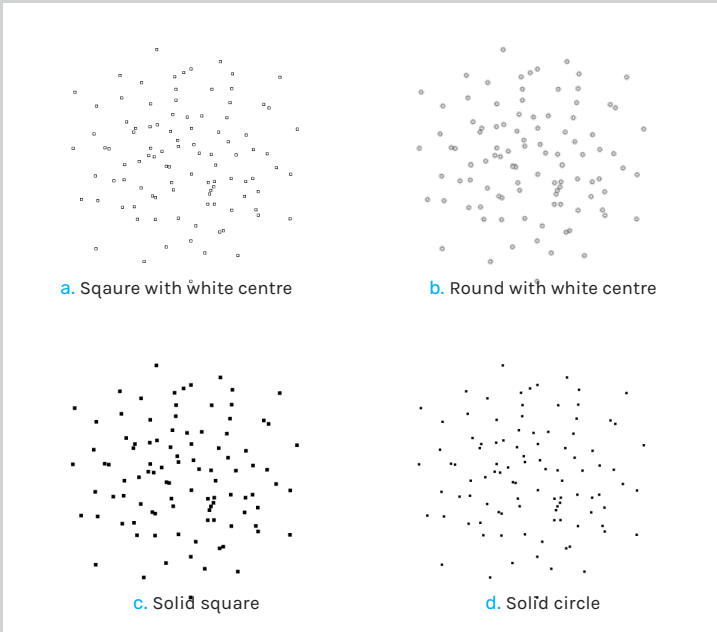 a. Sqaure with white centre
b. Round with white centre
c. Solid square
d. Solid circle